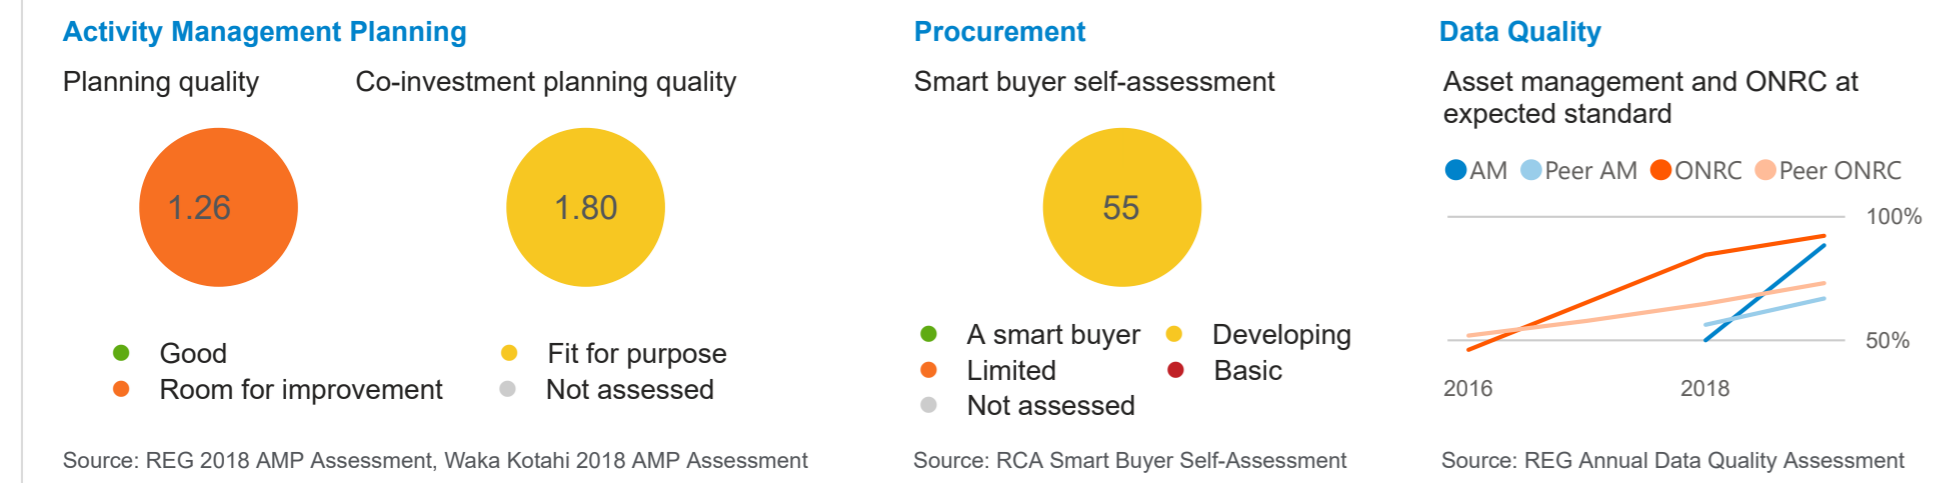 Activity Management Planning
Planning quality
Co-investment planning quality
1.26
1.80
Good
Fit for purpose
Room for improvement
Not assessed
Source: REG 2018 AMP Assessment, Waka Kotahi 2018 AMP Assessment
Procurement
Smart buyer self-assessment
55
A smart buyer
Developing
Limited
Basic
Not assessed
Source: RCA Smart Buyer Self-Assessment
Data Quality
Asset management and ONRC at
expected standard
AM Peer AM ONRC Peer ONRC
100%
50%
2016 2018
Source: REG Annual Data Quality Assessment